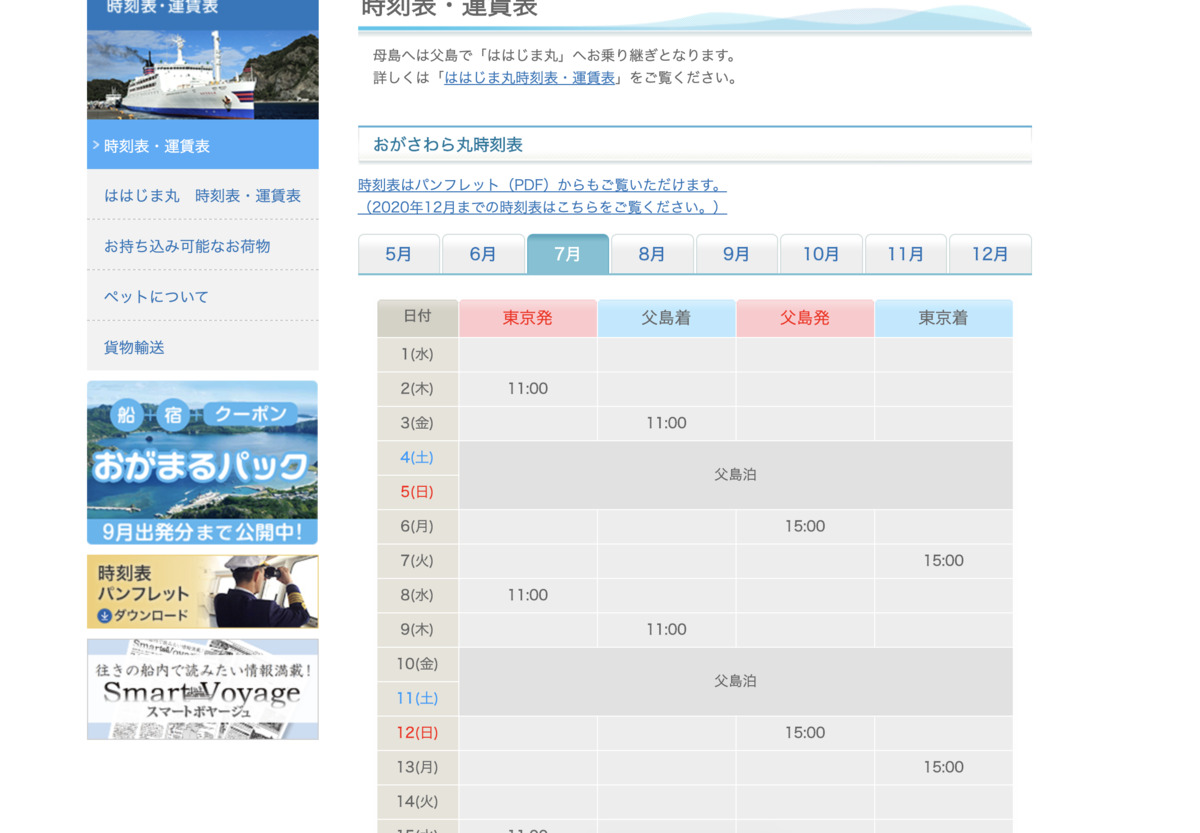 時刻表・運賃表
時刻表・運賃表
ははじま丸 時刻表・運賃表
お持ち込み可能なお荷物
ペットについて
貨物輸送
船+宿+クーポン
おがまるパック
9月出発分まで公開中!
時刻表
パンフレット
ダウンロード
往きの船内で読みたい情報満載!
Smart Voyage
スマートボヤージュ
時刻表・運賃表
母島へは父島で「ははじま丸」へお乗り継ぎとなります。
詳しくは「ははじま丸時刻表・運賃表」をご覧ください。
おがさわら丸時刻表
時刻表はパンフレット（PDF）からもご覧いただけます。
（2020年12月までの時刻表はこちらをご覧ください。）
5月 6月 7月 8月 9月 10月 11月 12月
日付 東京発 父島着 父島発 東京着
1(水)
2(木) 11:00
3(金) 11:00
4(土)
父島泊
5(日)
6(月) 15:00
7(火) 15:00
8(水) 11:00
9(木) 11:00
10(金)
父島泊
11(土)
12(日) 15:00
13(月) 15:00
14(火)